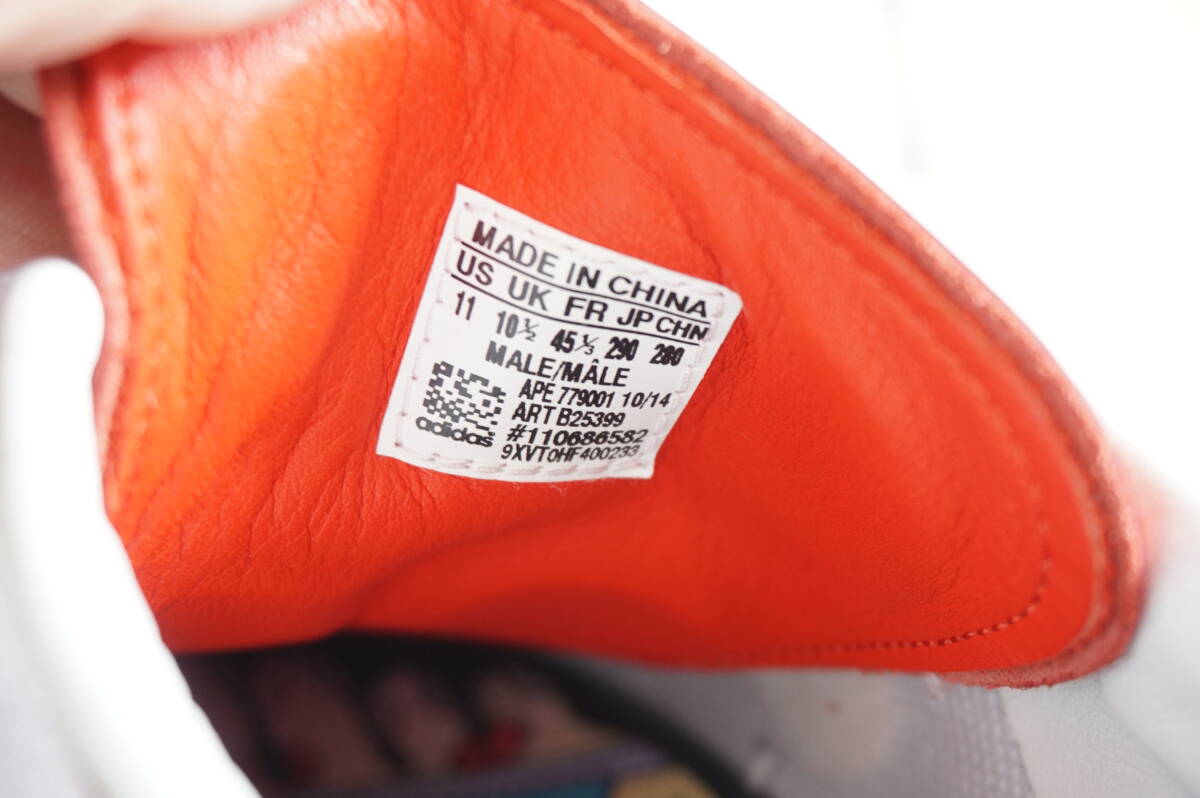 MADE IN CHINA
US UK FR JP CHN
11 10½ 45⅓ 290 280
MALE/MÂLE
APE 779001 10/14
ART B25399
#110686582
9XVT0HF400233
adidas